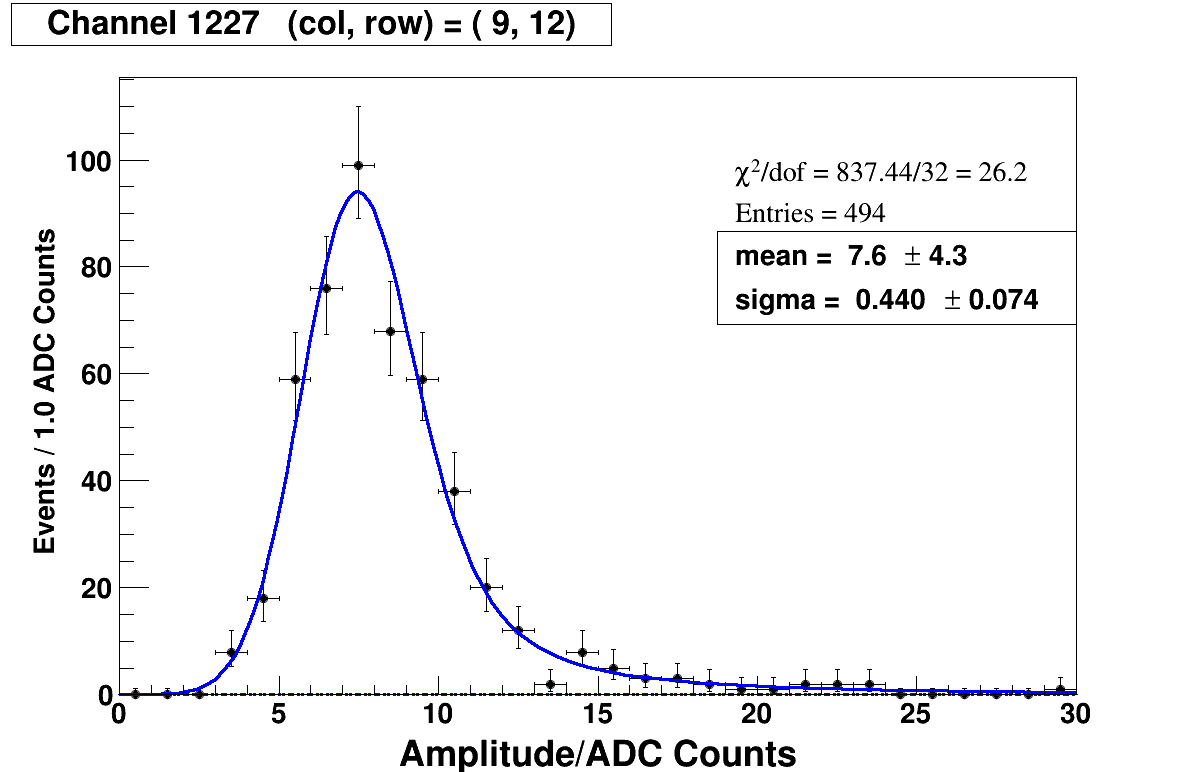 Channel 1227 (col, row) = ( 9, 12)
χ²/dof = 837.44/32 = 26.2
Entries = 494
mean = 7.6 ± 4.3
sigma = 0.440 ± 0.074
Events / 1.0 ADC Counts
100
80
60
40
20
0
0 5 10 15 20 25 30
Amplitude/ADC Counts